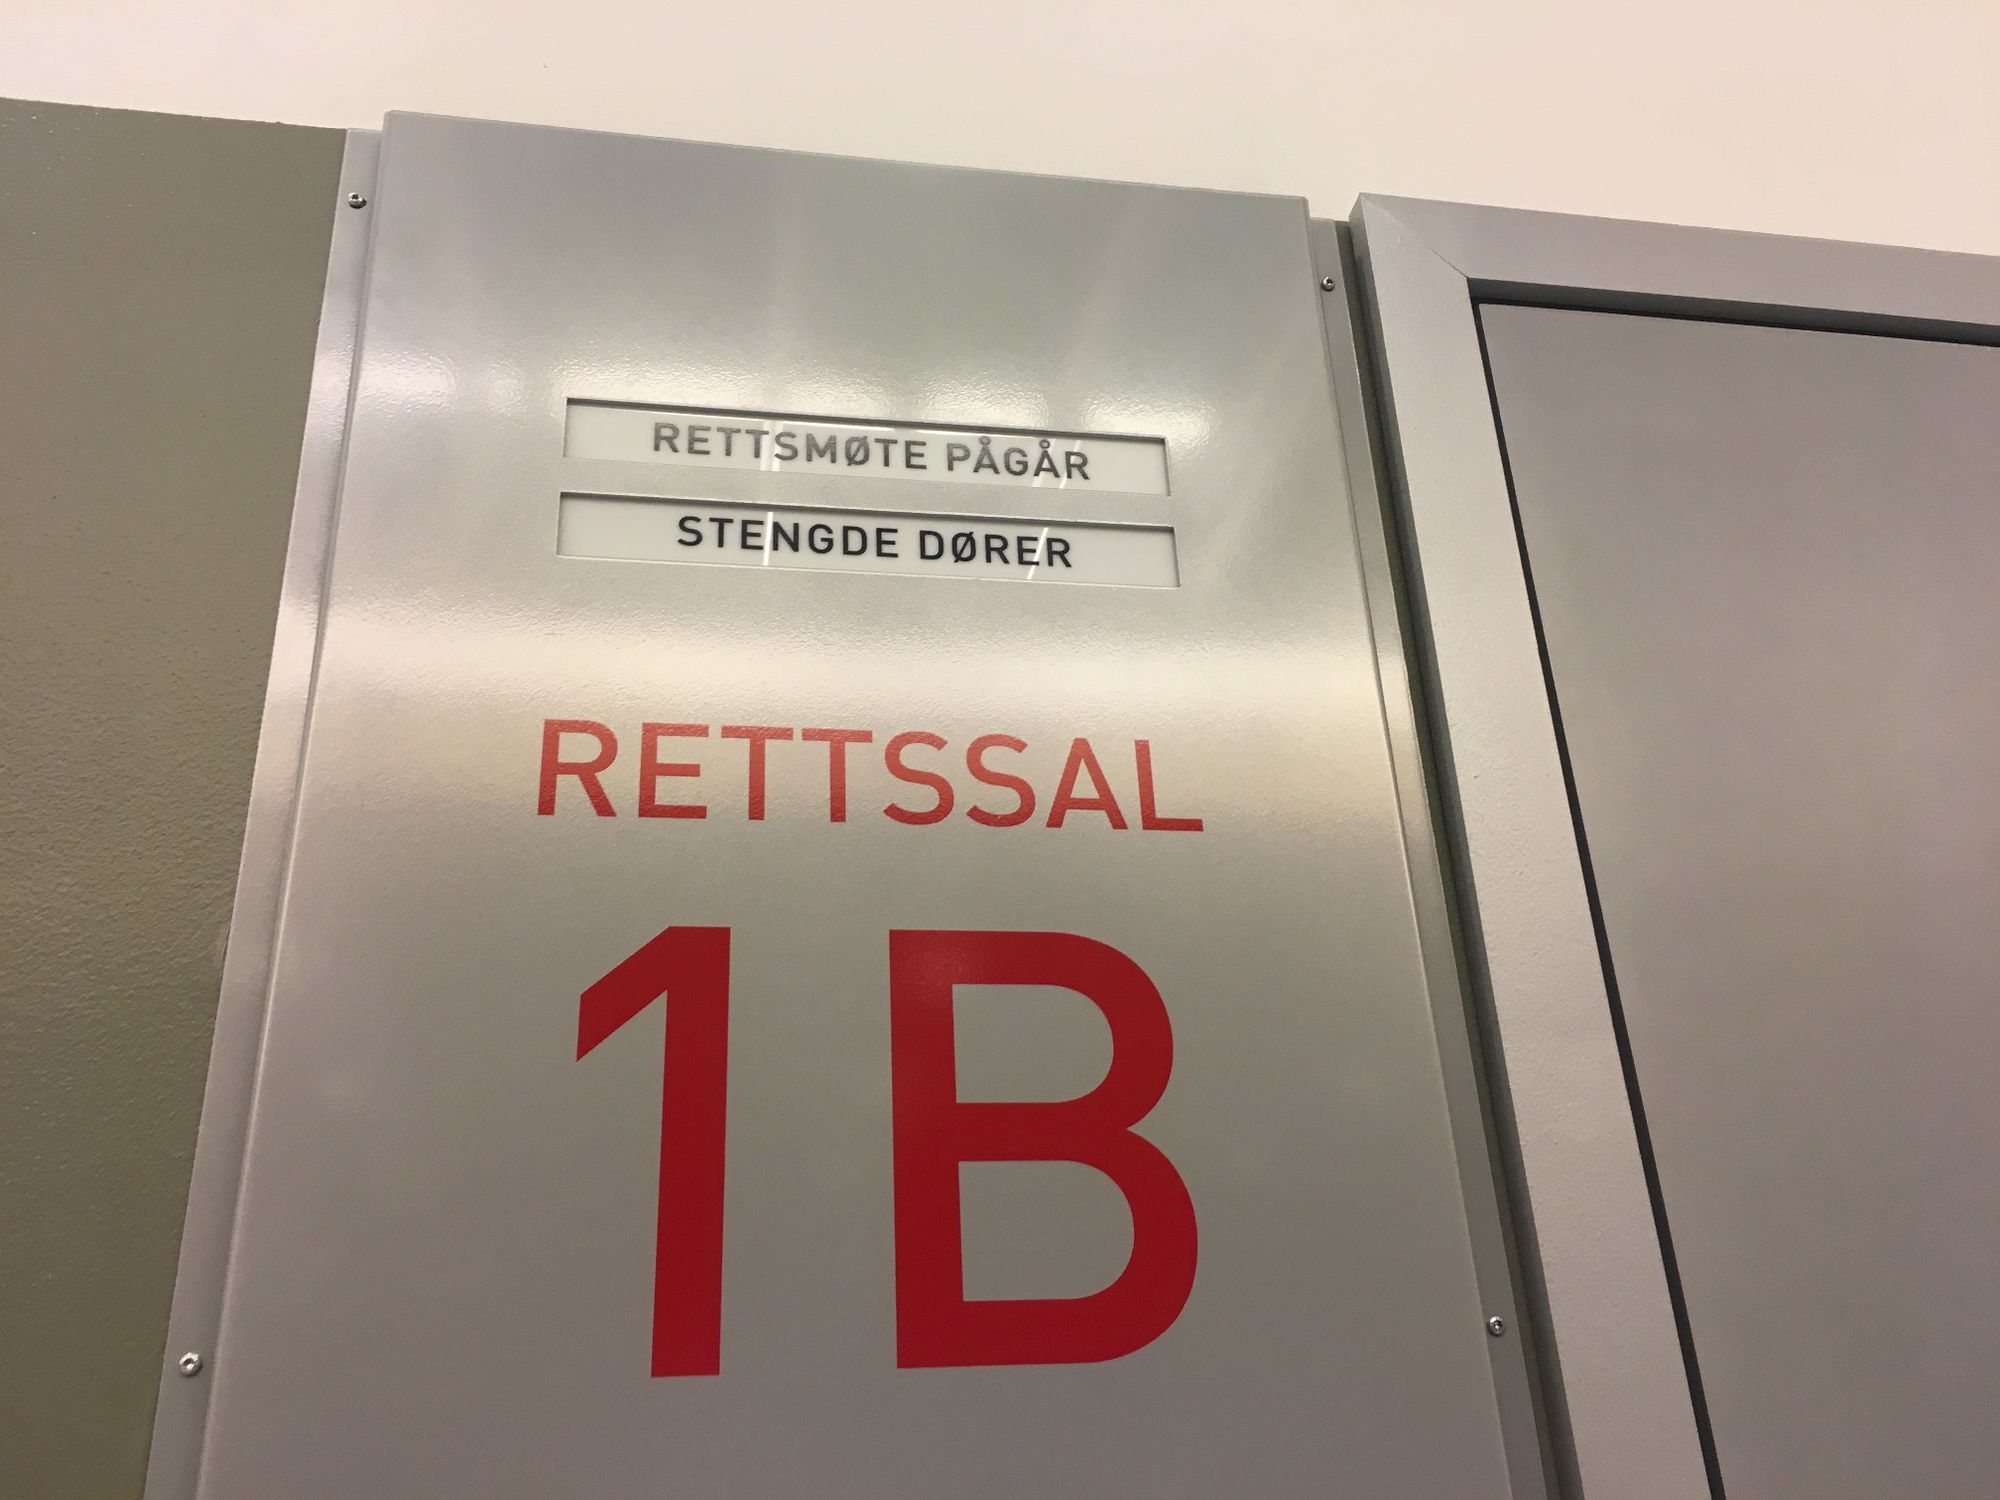 RETTSMØTE PÅGÅR
STENGDE DØRER
RETTSSAL
1B